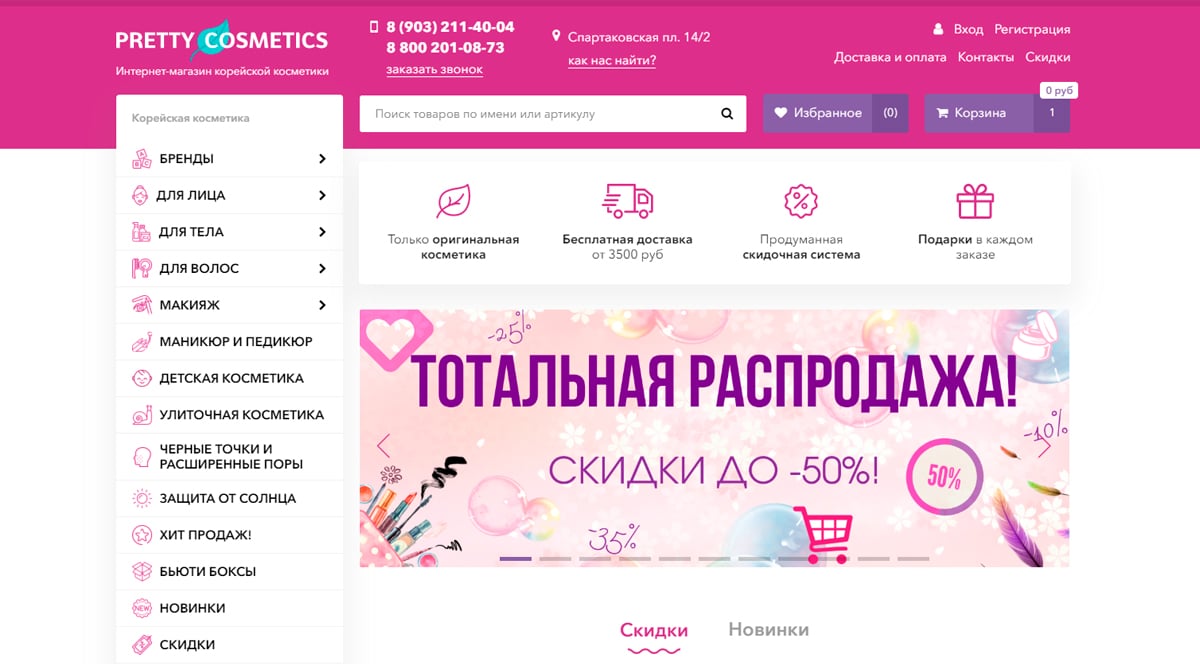 PRETTY COSMETICS
Интернет-магазин корейской косметики
8 (903) 211-40-04
8 800 201-08-73
заказать звонок
Спартаковская пл. 14/2
как нас найти?
Вход Регистрация
Доставка и оплата Контакты Скидки
Поиск товаров по имени или артикулу
Избранное (0)
0 руб
Корзина 1
Корейская косметика
БРЕНДЫ
ДЛЯ ЛИЦА
ДЛЯ ТЕЛА
ДЛЯ ВОЛОС
МАКИЯЖ
МАНИКЮР И ПЕДИКЮР
ДЕТСКАЯ КОСМЕТИКА
УЛИТОЧНАЯ КОСМЕТИКА
ЧЕРНЫЕ ТОЧКИ И
РАСШИРЕННЫЕ ПОРЫ
ЗАЩИТА ОТ СОЛНЦА
ХИТ ПРОДАЖ!
БЬЮТИ БОКСЫ
NEW
НОВИНКИ
СКИДКИ
Только оригинальная
косметика
Бесплатная доставка
от 3500 руб
Продуманная
скидочная система
Подарки в каждом
заказе
-25%
ТОТАЛЬНАЯ РАСПРОДАЖА!
-10%
СКИДКИ ДО -50%!
50%
-35%
Скидки
Новинки